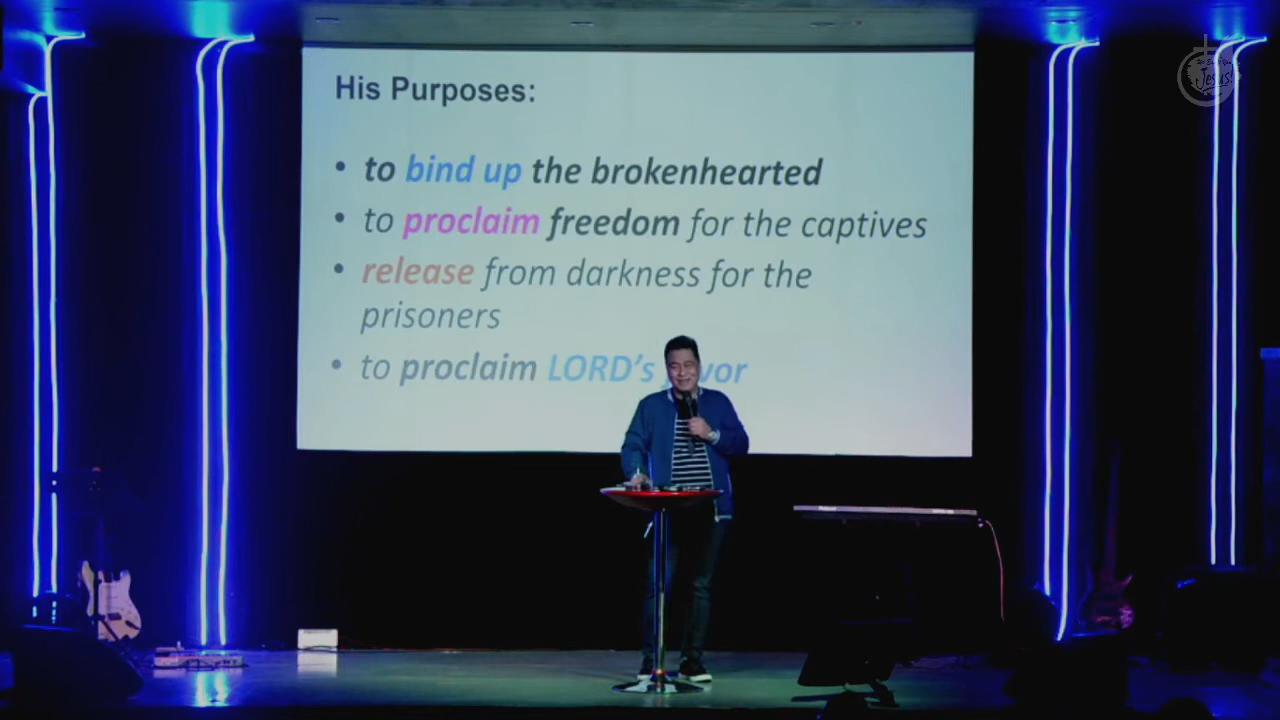 His Purposes:
• to bind up the brokenhearted
• to proclaim freedom for the captives
• release from darkness for the
prisoners
• to proclaim LORD's
Jesus!